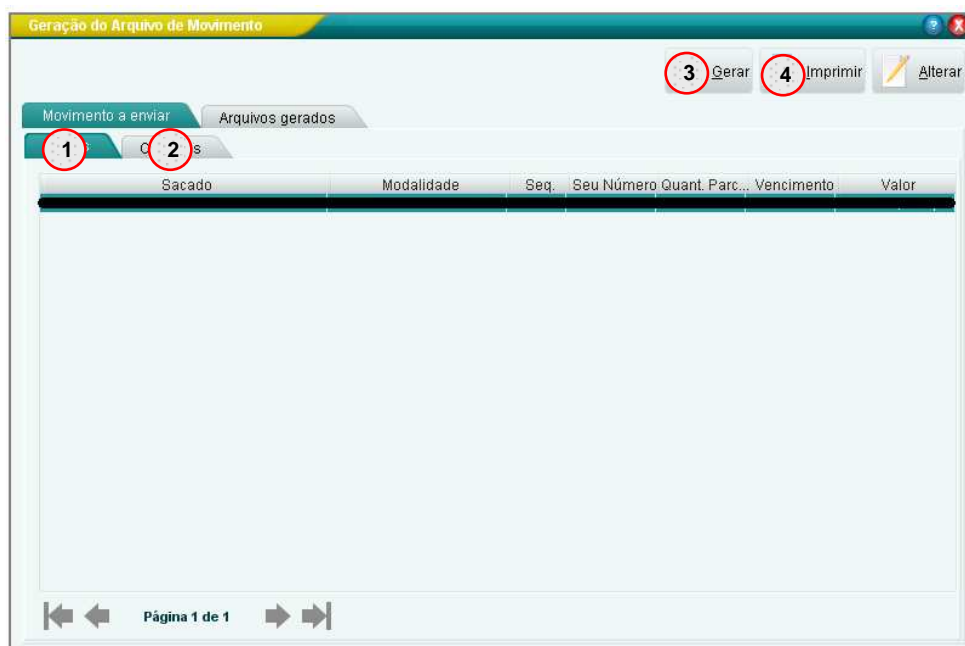 Geração do Arquivo de Movimento
3 Gerar 4 Imprimir Alterar
Movimento a enviar Arquivos gerados
1 2
Sacado Modalidade Seq. Seu Número Quant. Parc... Vencimento Valor
Página 1 de 1